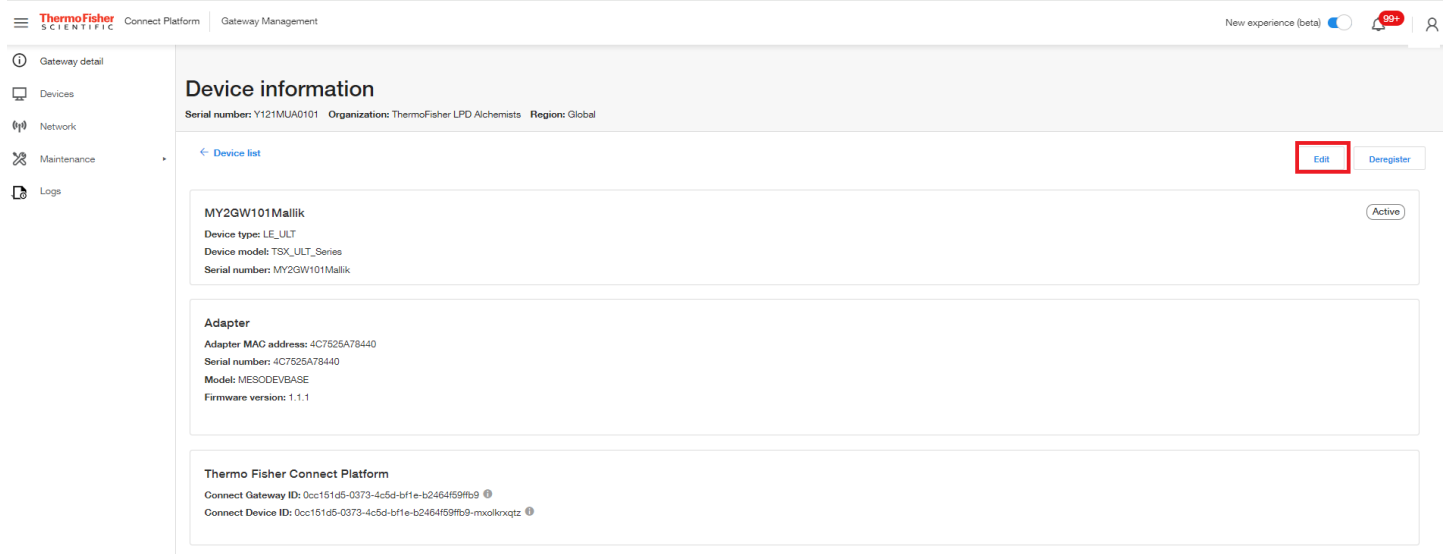 ThermoFisher SCIENTIFIC Connect Platform Gateway Management New experience (beta) 99+
Gateway detail
Devices
Network
Maintenance
Logs
Device information
Serial number: Y121MUA0101 Organization: ThermoFisher LPD Alchemists Region: Global
← Device list Edit Deregister
MY2GW101Mallik Active
Device type: LE_ULT
Device model: TSX_ULT_Series
Serial number: MY2GW101Mallik
Adapter
Adapter MAC address: 4C7525A78440
Serial number: 4C7525A78440
Model: MESODEVBASE
Firmware version: 1.1.1
Thermo Fisher Connect Platform
Connect Gateway ID: 0cc151d5-0373-4c5d-bf1e-b2464f59ffb9
Connect Device ID: 0cc151d5-0373-4c5d-bf1e-b2464f59ffb9-mxolkrxqtz